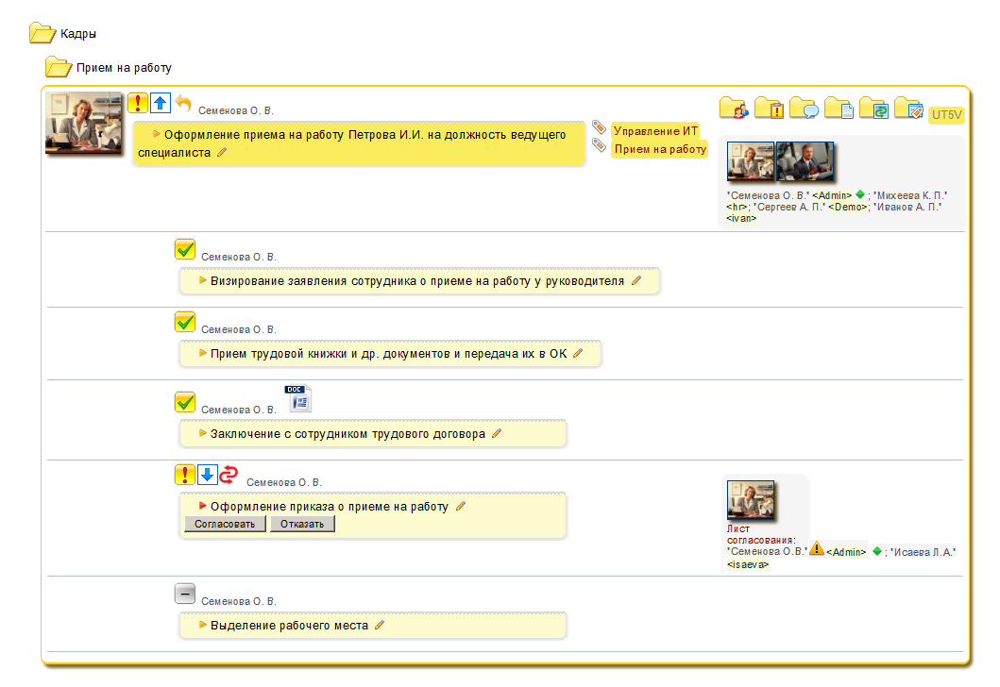 Кадры
Прием на работу
Семенова О. В.
UT5V
Оформление приема на работу Петрова И.И. на должность ведущего
специалиста
Управление ИТ
Прием на работу
"Семенова О. В." <Admin> ; "Михеева К. П."
<hr>; "Сергеев А. П." <Demo>; "Иванов А. П."
<ivan>
Семенова О. В.
Визирование заявления сотрудника о приеме на работу у руководителя
Семенова О. В.
Прием трудовой книжки и др. документов и передача их в ОК
Семенова О. В.
DOC
Заключение с сотрудником трудового договора
Семенова О. В.
Оформление приказа о приеме на работу
Согласовать Отказать
Лист
согласования:
"Семенова О.В." <Admin> ; "Исаева Л.А."
<isaeva>
Семенова О. В.
Выделение рабочего места